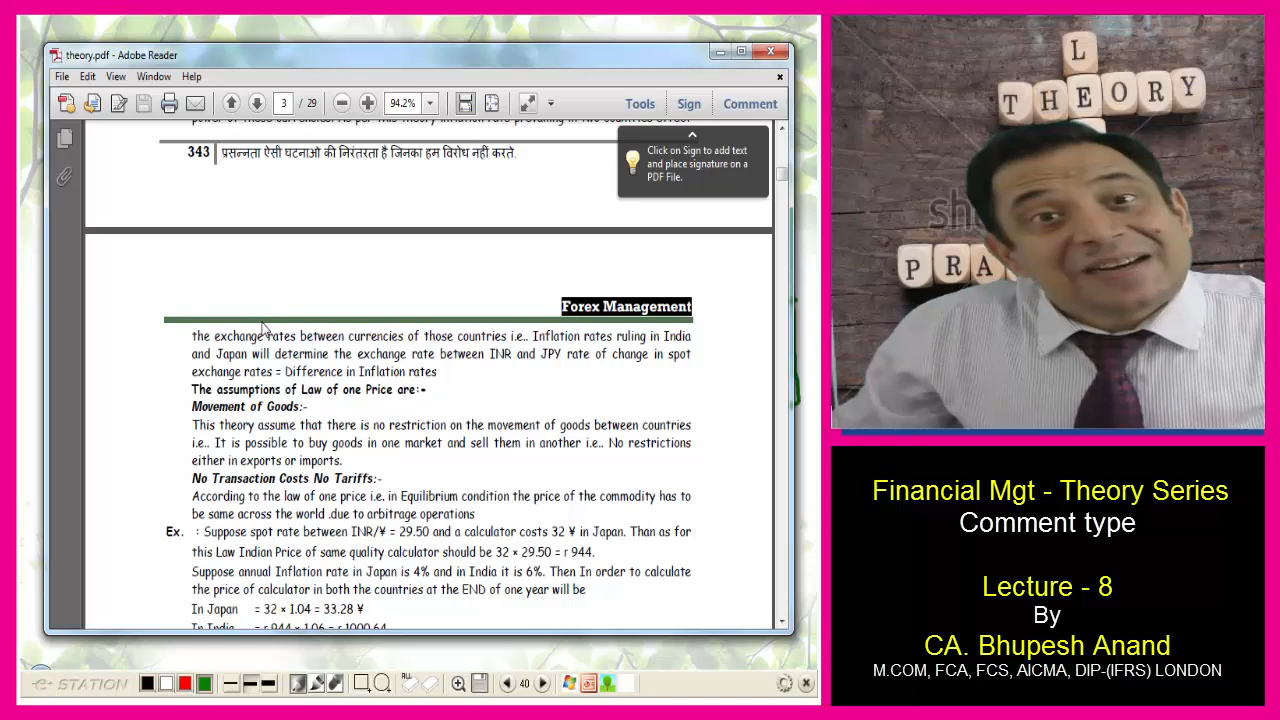 theory.pdf - Adobe Reader
File Edit View Window Help
3 / 29
94.2%
Tools Sign Comment
343 प्रसन्नता ऐसी घटनाओ की निरंतरता है जिनका हम विरोध नहीं करते.
Click on Sign to add text
and place signature on a
PDF File.
Forex Management
the exchange rates between currencies of those countries i.e.. Inflation rates ruling in India
and Japan will determine the exchange rate between INR and JPY rate of change in spot
exchange rates = Difference in Inflation rates
The assumptions of Law of one Price are:-
Movement of Goods:-
This theory assume that there is no restriction on the movement of goods between countries
i.e.. It is possible to buy goods in one market and sell them in another i.e.. No restrictions
either in exports or imports.
No Transaction Costs No Tariffs:-
According to the law of one price i.e. in Equilibrium condition the price of the commodity has to
be same across the world .due to arbitrage operations
Ex. : Suppose spot rate between INR/¥ = 29.50 and a calculator costs 32 ¥ in Japan. Than as for
this Law Indian Price of same quality calculator should be 32 × 29.50 = r 944.
Suppose annual Inflation rate in Japan is 4% and in India it is 6%. Then In order to calculate
the price of calculator in both the countries at the END of one year will be
In Japan = 32 × 1.04 = 33.28 ¥
In India = r 944 × 1.06 = r 1000.64
e-STATION
ALL
40
L
THEORY
sh
PRA
Financial Mgt - Theory Series
Comment type
Lecture - 8
By
CA. Bhupesh Anand
M.COM, FCA, FCS, AICMA, DIP-(IFRS) LONDON